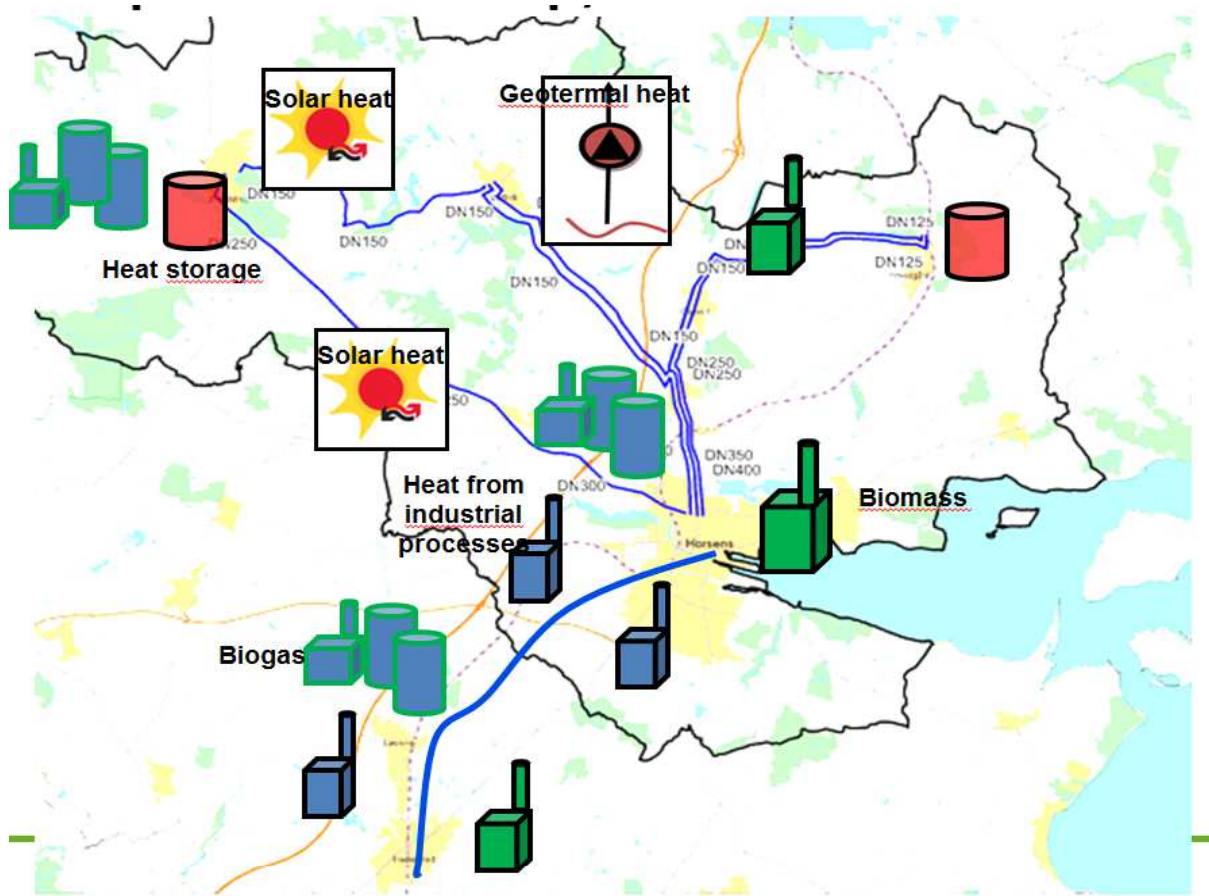 Solar heat
Geotermal heat
DN150
DN125
DN150
DN150
DN150
DN125
DN150
Heat storage
DN150
DN150
Solar heat
DN250
DN250
DN350
DN400
Heat from
industrial
processes
DN300
Biomass
Horsens
Biogas